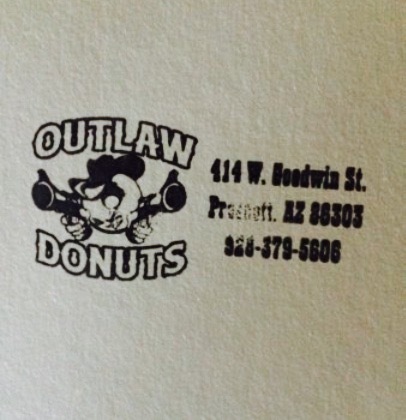 OUTLAW
DONUTS
414 W. Goodwin St.
Prescott, AZ 86303
928-379-5606